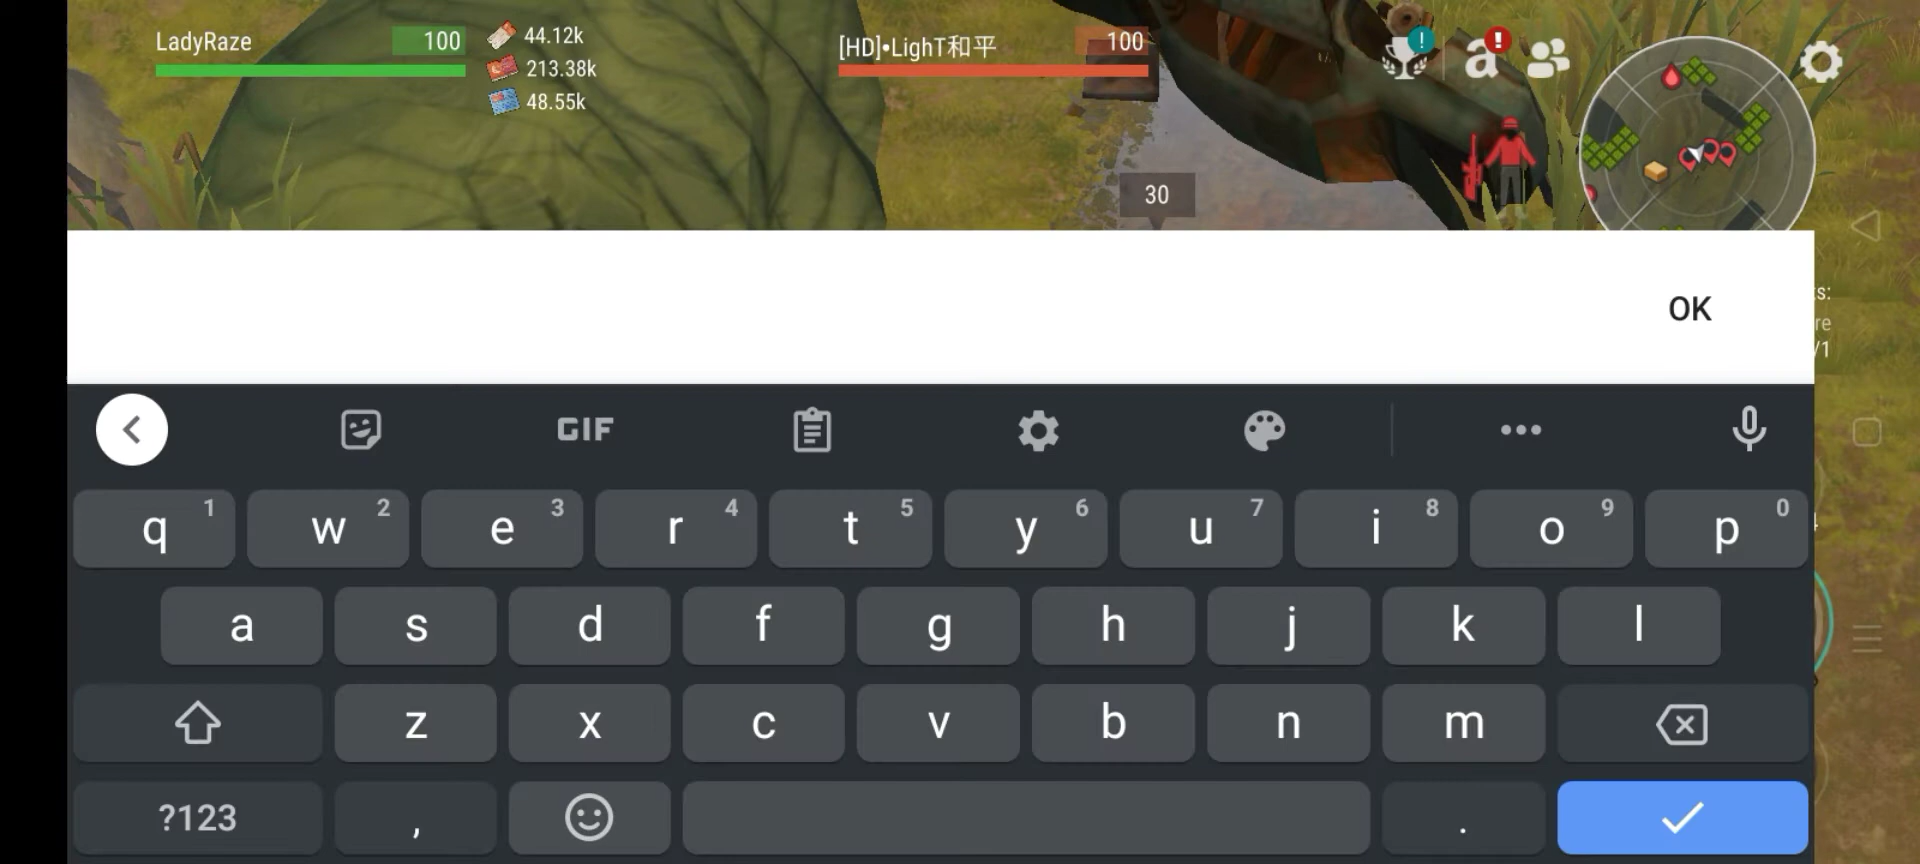 LadyRaze 100
44.12k
213.38k
48.55k
[HD]•LighT和平 100
30
OK
GIF
q 1 w 2 e 3 r 4 t 5 y 6 u 7 i 8 o 9 p 0
a s d f g h j k l
z x c v b n m
?123 , .